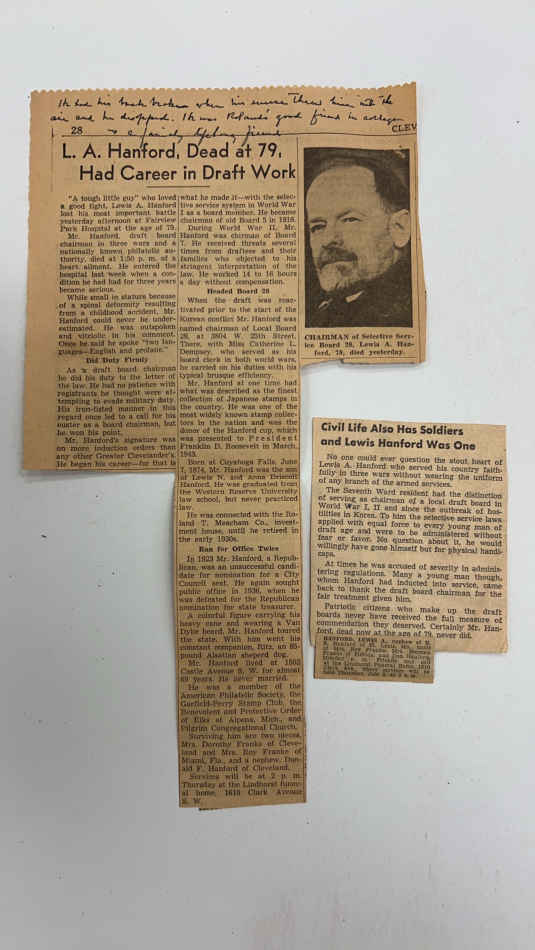 He had his back broken when his nurse threw him into the
air and he dropped. He was Roland's good friend in college
& a family lifelong friend
28
CLEV
L. A. Hanford, Dead at 79,
Had Career in Draft Work
"A tough little guy" who loved
a good fight, Lewis A. Hanford
lost his most important battle
yesterday afternoon at Fairview
Park Hospital at the age of 79.
Mr. Hanford, draft board
chairman in three wars and a
nationally known philatelic au-
thority, died at 1:50 p. m. of a
heart ailment. He entered the
hospital last week when a con-
dition he had had for three years
became serious.
While small in stature because
of a spinal deformity resulting
from a childhood accident, Mr.
Hanford could never be under-
estimated. He was outspoken
and vitriolic in his comment.
Once he said he spoke "two lan-
guages—English and profane."
Did Duty Firmly
As a draft board chairman
he did his duty to the letter of
the law. He had no patience with
registrants he thought were at-
tempting to evade military duty.
His iron-fisted manner in this
regard once led to a call for his
ouster as a board chairman, but
he won his point.
Mr. Hanford's signature was
on more induction orders than
any other Greater Clevelander's.
He began his career—for that is
what he made it—with the selec-
tive service system in World War
I as a board member. He became
chairman of old Board 5 in 1918.
During World War II, Mr.
Hanford was chirman of Board
7. He received threats several
times from draftees and their
families who objected to his
stringent interpretation of the
law. He worked 14 to 16 hours
a day without compensation.
Headed Board 28
When the draft was reac-
tivated prior to the start of the
Korean conflict Mr. Hanford was
named chairman of Local Board
28, at 3804 W. 25th Street.
There, with Miss Catherine L.
Dempsey, who served as his
board clerk in both world wars,
he carried on his duties with his
typical brusque efficiency.
Mr. Hanford at one time had
what was described as the finest
collection of Japanese stamps in
the country. He was one of the
most widely known stamp collec-
tors in the nation and was the
donor of the Hanford cup, which
was presented to President
Franklin D. Roosevelt in March,
1943.
Born at Cuyahoga Falls, June
7, 1874, Mr. Hanford was the son
of Lewis N. and Anna Driscoll
Hanford. He was graduated from
the Western Reserve University
law school, but never practiced
law.
He was connected with the Ro-
land T. Meacham Co., invest-
ment house, until he retired in
the early 1930s.
Ran for Office Twice
In 1923 Mr. Hanford, a Repub-
lican, was an unsuccessful candi-
date for nomination for a City
Council seat. He again sought
public office in 1936, when he
was defeated for the Republican
nomination for state treasurer.
A colorful figure carrying his
heavy cane and wearing a Van
Dyke beard, Mr. Hanford toured
the state. With him went his
constant companion, Ritz, an 85-
pound Alsatian sheperd dog.
Mr. Hanford lived at 1803
Castle Avenue S. W. for almost
69 years. He never married.
He was a member of the
American Philatelic Society, the
Garfield-Perry Stamp Club, the
Benevolent and Protective Order
of Elks of Alpena, Mich., and
Pilgrim Congregational Church.
Surviving him are two nieces,
Mrs. Dorothy Franke of Cleve-
land and Mrs. Roy Franke of
Miami, Fla., and a nephew, Don-
ald F. Hanford of Cleveland.
Services will be at 2 p. m.
Thursday at the Lindhurst funer-
al home, 1610 Clark Avenue
S. W.
CHAIRMAN of Selective Serv-
ice Board 28, Lewis A. Han-
ford, 79, died yesterday.
Civil Life Also Has Soldiers
and Lewis Hanford Was One
No one could ever question the stout heart of
Lewis A. Hanford who served his country faith-
fully in three wars without wearing the uniform
of any branch of the armed services.
The Seventh Ward resident had the distinction
of serving as chairman of a local draft board in
World War I, II and since the outbreak of hos-
tilities in Korea. To him the selective service laws
applied with equal force to every young man of
draft age and were to be administered without
fear or favor. No question about it, he would
willingly have gone himself but for physical handi-
caps.
At times he was accused of severity in adminis-
tering regulations. Many a young man though,
whom Hanford had inducted into service, came
back to thank the draft board chairman for the
fair treatment given him.
Patriotic citizens who make up the draft
boards never have received the full measure of
commendation they deserved. Certainly Mr. Han-
ford, dead now at the age of 79, never did.
HANFORD, LEWIS A.